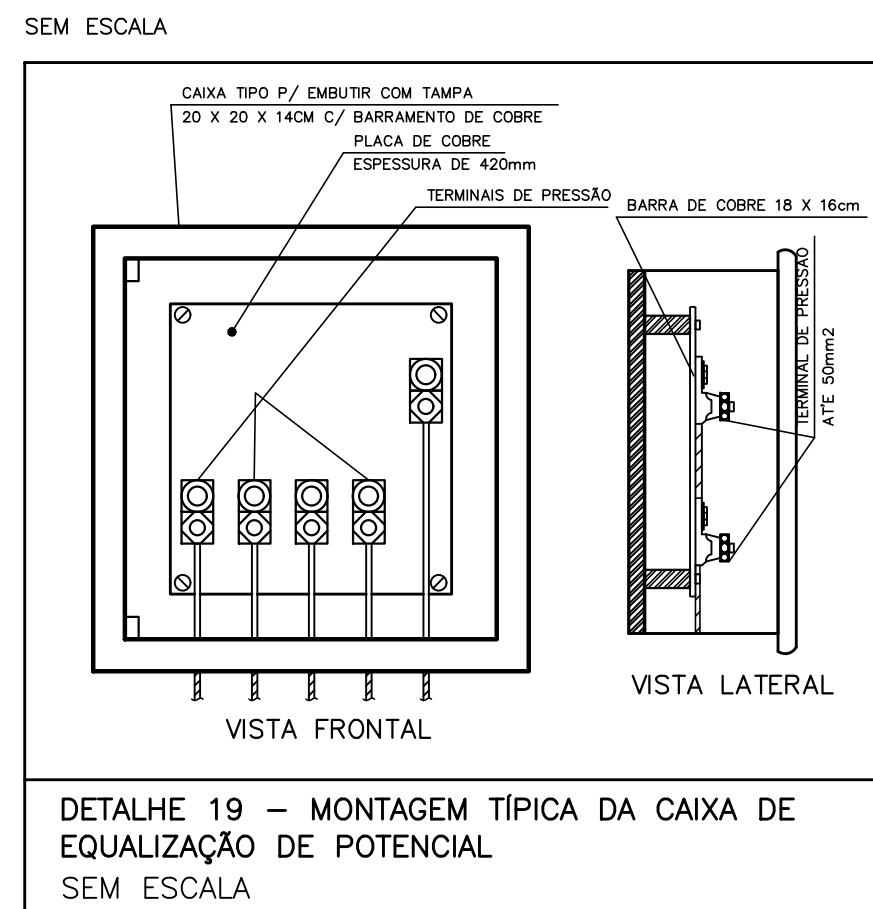 SEM ESCALA
CAIXA TIPO P/ EMBUTIR COM TAMPA
20 X 20 X 14CM C/ BARRAMENTO DE COBRE
PLACA DE COBRE
ESPESSURA DE 420mm
TERMINAIS DE PRESSÃO
BARRA DE COBRE 18 X 16cm
TERMINAL DE PRESSÃO
AT'E 50mm2
VISTA LATERAL
VISTA FRONTAL
DETALHE 19 – MONTAGEM TÍPICA DA CAIXA DE
EQUALIZAÇÃO DE POTENCIAL
SEM ESCALA